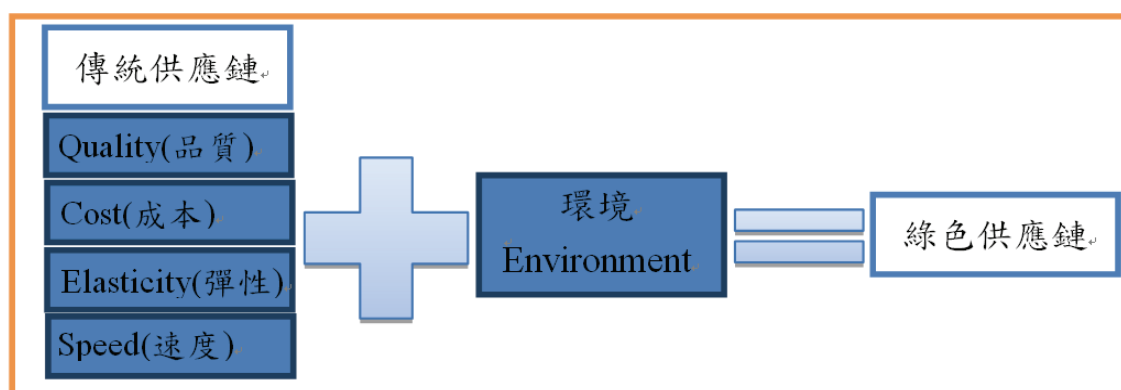 傳統供應鏈
Quality(品質)
Cost(成本)
Elasticity(彈性)
Speed(速度)
環境
Environment
綠色供應鏈